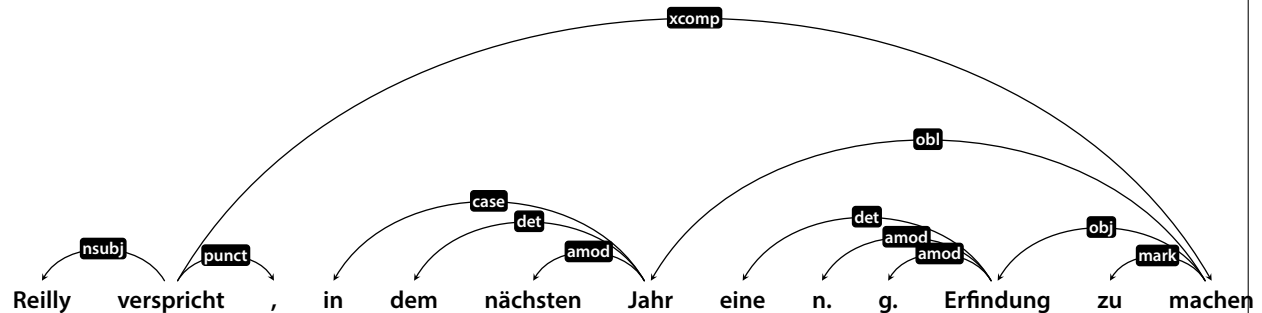 xcomp
obl
case
det
det
amod
obj
nsubj
punct
amod
amod
mark
Reilly verspricht , in dem nächsten Jahr eine n. g. Erfindung zu machen